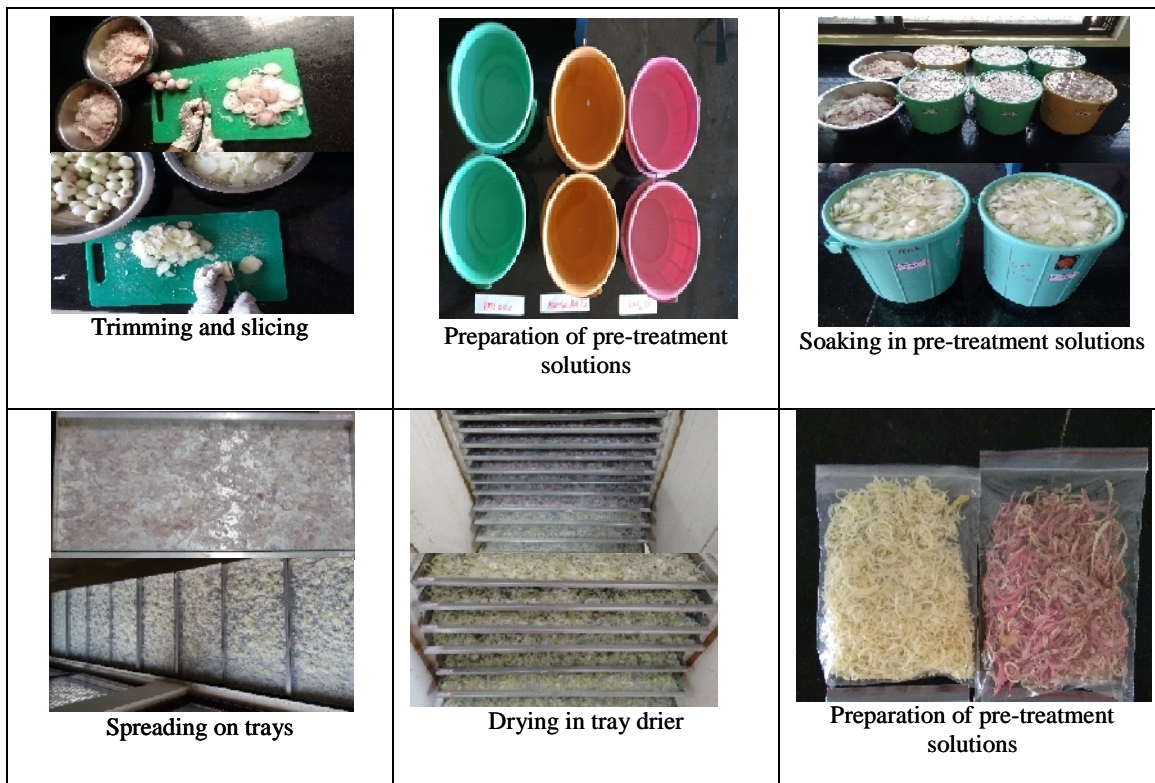 Trimming and slicing
Preparation of pre-treatment
solutions
Soaking in pre-treatment solutions
Spreading on trays
Drying in tray drier
Preparation of pre-treatment
solutions